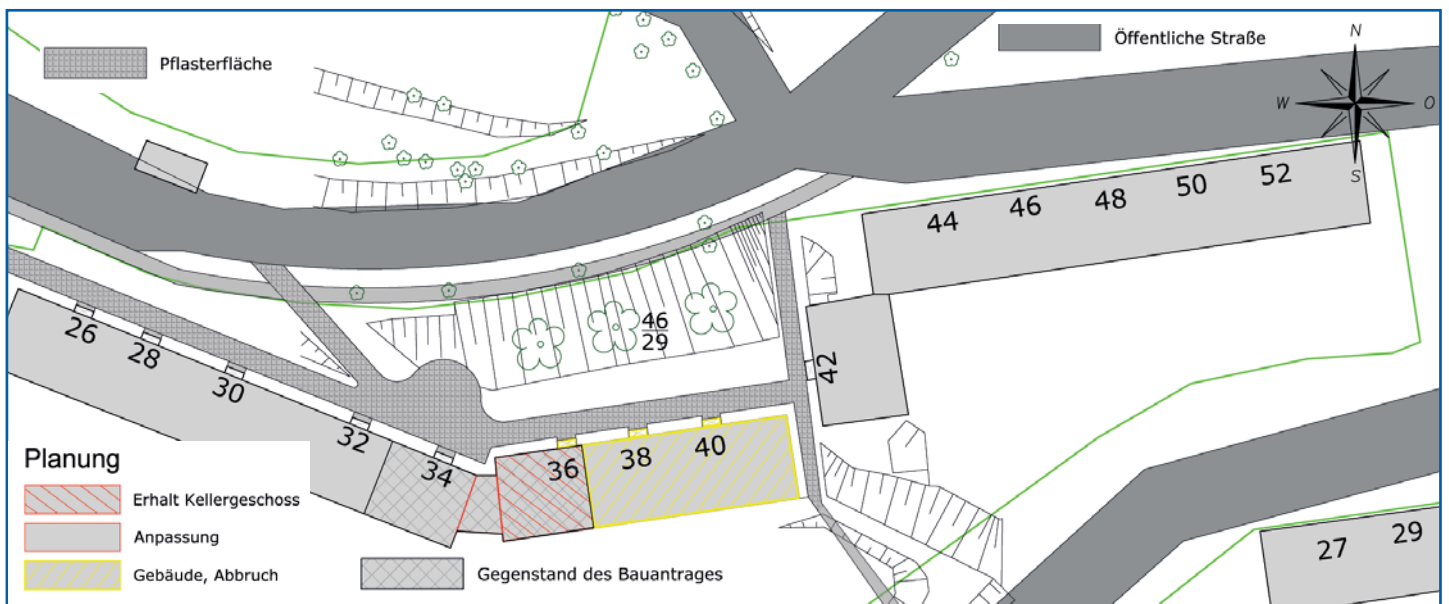 Öffentliche Straße
Pflasterfläche
N
W
O
S
44
46
48
50
52
46
29
26
28
30
32
34
36
38
40
42
27
29
Planung
Erhalt Kellergeschoss
Anpassung
Gebäude, Abbruch
Gegenstand des Bauantrages